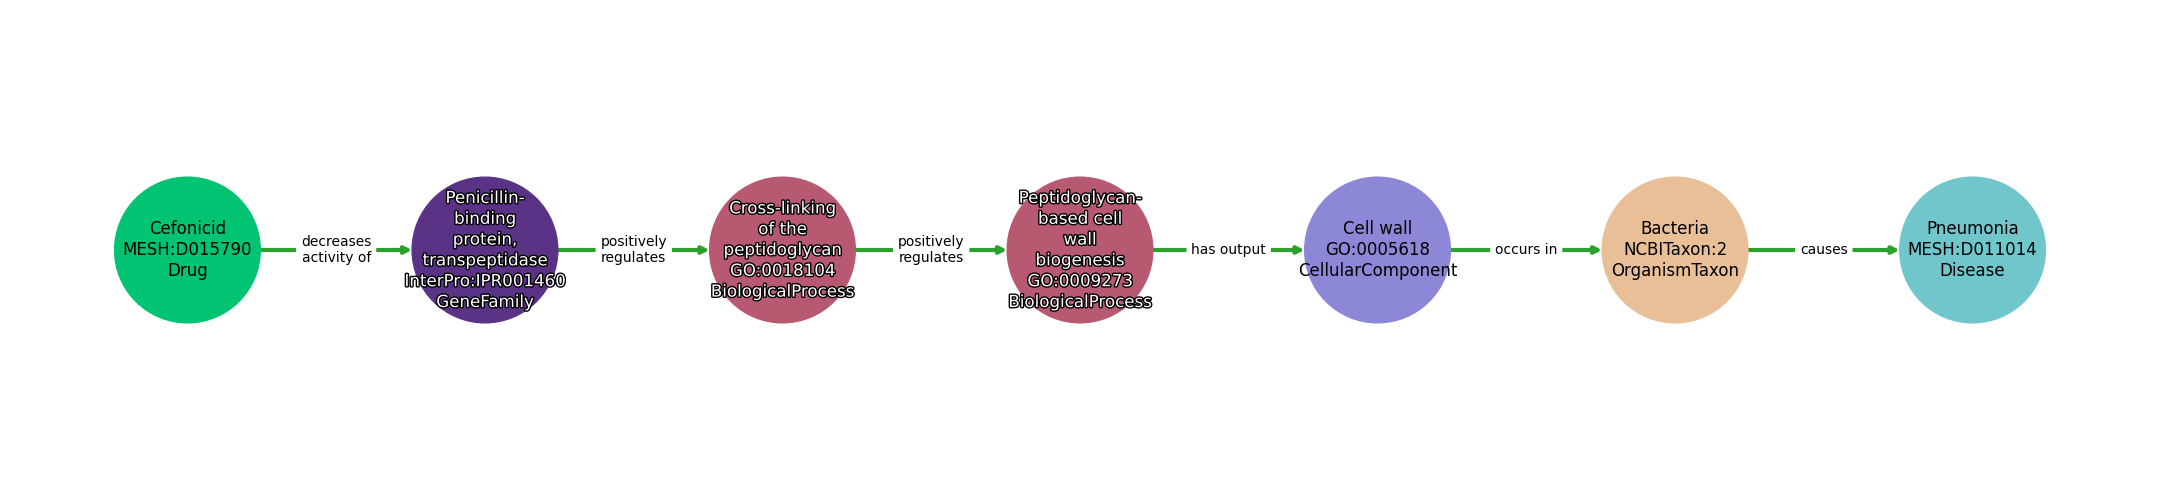 Cefonicid
MESH:D015790
Drug
decreases
activity of
Penicillin-
binding
protein,
transpeptidase
InterPro:IPR001460
GeneFamily
positively
regulates
Cross-linking
of the
peptidoglycan
GO:0018104
BiologicalProcess
positively
regulates
Peptidoglycan-
based cell
wall
biogenesis
GO:0009273
BiologicalProcess
has output
Cell wall
GO:0005618
CellularComponent
occurs in
Bacteria
NCBITaxon:2
OrganismTaxon
causes
Pneumonia
MESH:D011014
Disease